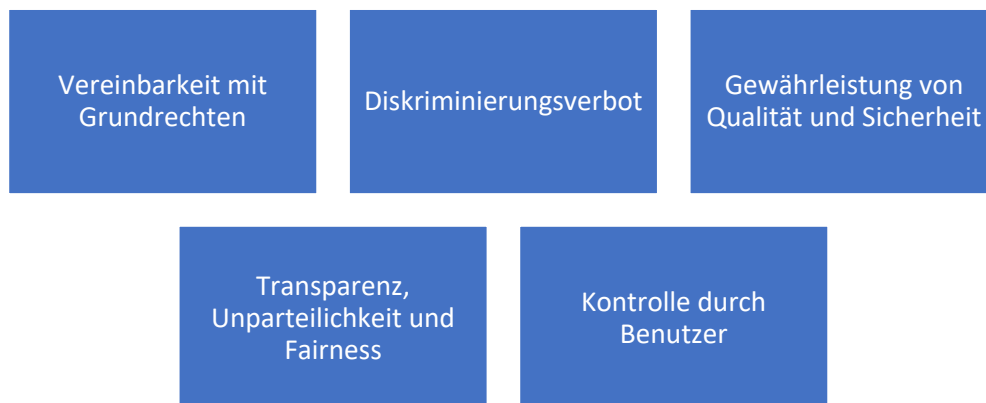 Vereinbarkeit mit
Grundrechten
Diskriminierungsverbot
Gewährleistung von
Qualität und Sicherheit
Transparenz,
Unparteilichkeit und
Fairness
Kontrolle durch
Benutzer